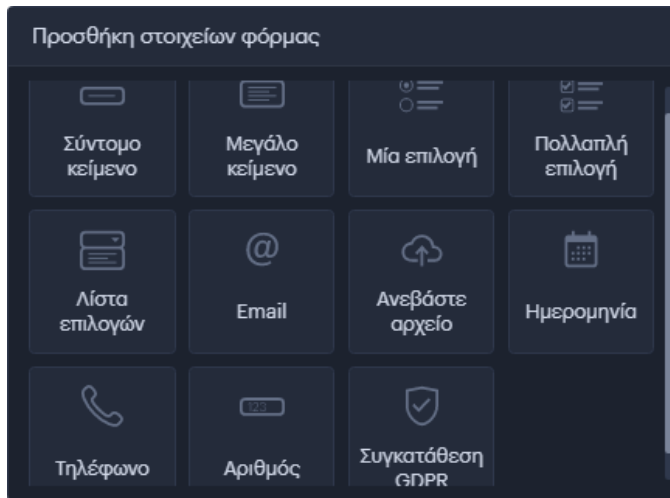 Προσθήκη στοιχείων φόρμας
Σύντομο
κείμενο
Μεγάλο
κείμενο
Μία επιλογή
Πολλαπλή
επιλογή
Λίστα
επιλογών
@
Email
Ανεβάστε
αρχείο
Ημερομηνία
Τηλέφωνο
123
Αριθμός
Συγκατάθεση
GDPR